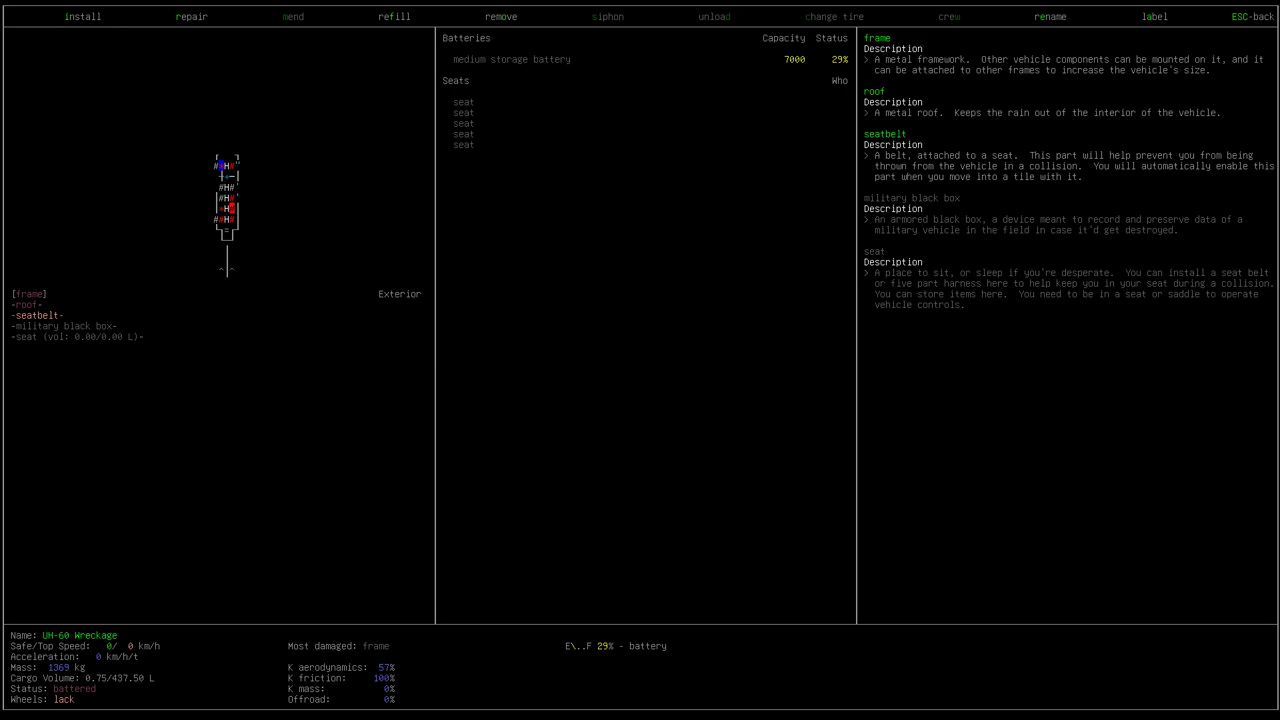 install repair mend refill remove siphon unload change tire crew rename label ESC-back
Batteries Capacity Status
medium storage battery 7000 29%
Seats Who
seat
seat
seat
seat
seat
frame
Description
> A metal framework. Other vehicle components can be mounted on it, and it
can be attached to other frames to increase the vehicle's size.
roof
Description
> A metal roof. Keeps the rain out of the interior of the vehicle.
seatbelt
Description
> A belt, attached to a seat. This part will help prevent you from being
thrown from the vehicle in a collision. You will automatically enable this
part when you move into a tile with it.
military black box
Description
> An armored black box, a device meant to record and preserve data of a
military vehicle in the field in case it'd get destroyed.
seat
Description
> A place to sit, or sleep if you're desperate. You can install a seat belt
or five part harness here to help keep you in your seat during a collision.
You can store items here. You need to be in a seat or saddle to operate
vehicle controls.
[frame] Exterior
-roof-
-seatbelt-
-military black box-
-seat (vol: 0.00/0.00 L)-
Name: UH-60 Wreckage
Safe/Top Speed: 0/ 0 km/h
Acceleration: 0 km/h/t
Mass: 1369 kg
Cargo Volume: 0.75/437.50 L
Status: battered
Wheels: lack
Most damaged: frame
K aerodynamics: 57%
K friction: 100%
K mass: 0%
Offroad: 0%
E\..F 29% - battery